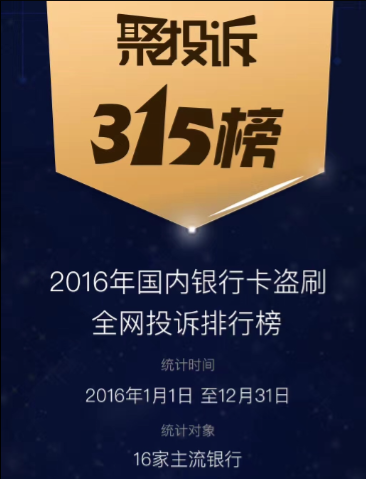 聚投诉
315榜
2016年国内银行卡盗刷
全网投诉排行榜
统计时间
2016年1月1日 至12月31日
统计对象
16家主流银行